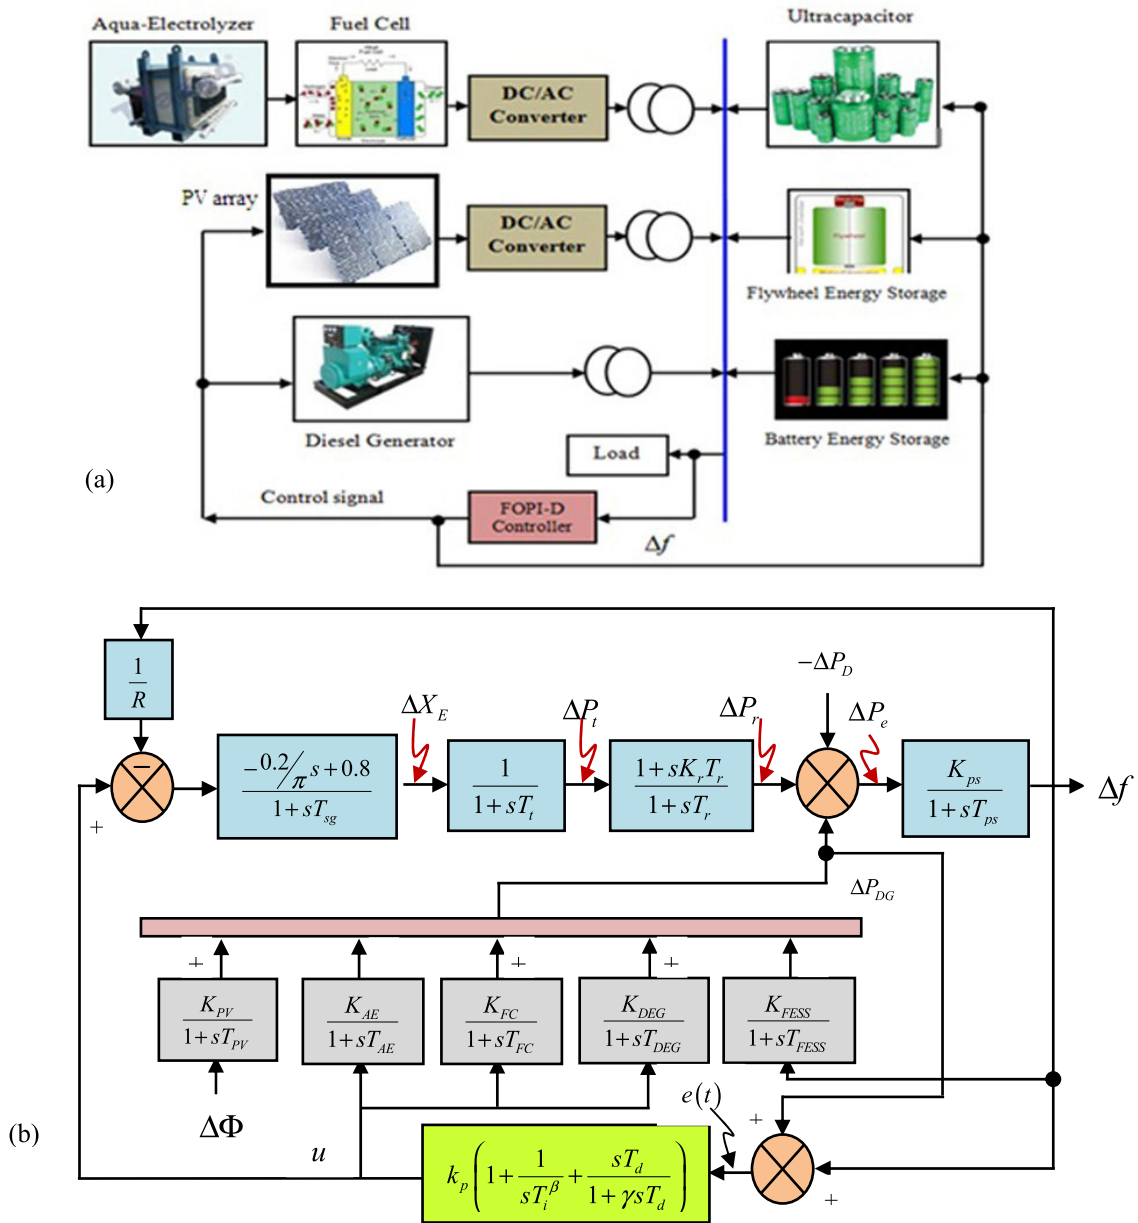 Aqua-Electrolyzer
Fuel Cell
Ultracapacitor
DC/AC
Converter
PV array
DC/AC
Converter
Flywheel
Flywheel Energy Storage
Diesel Generator
Battery Energy Storage
Load
(a)
Control signal
FOPI-D
Controller
Δf
1/R
−ΔP_D
ΔX_E
ΔP_t
ΔP_r
ΔP_e
−
(−0.2/π s+0.8)/(1+sT_sg)
1/(1+sT_t)
(1+sK_rT_r)/(1+sT_r)
K_ps/(1+sT_ps)
Δf
+
ΔP_DG
+ + +
K_PV/(1+sT_PV)
K_AE/(1+sT_AE)
K_FC/(1+sT_FC)
K_DEG/(1+sT_DEG)
K_FESS/(1+sT_FESS)
e(t)
+
ΔΦ
(b)
u
k_p(1+1/(sT_i^β)+sT_d/(1+γsT_d))
+